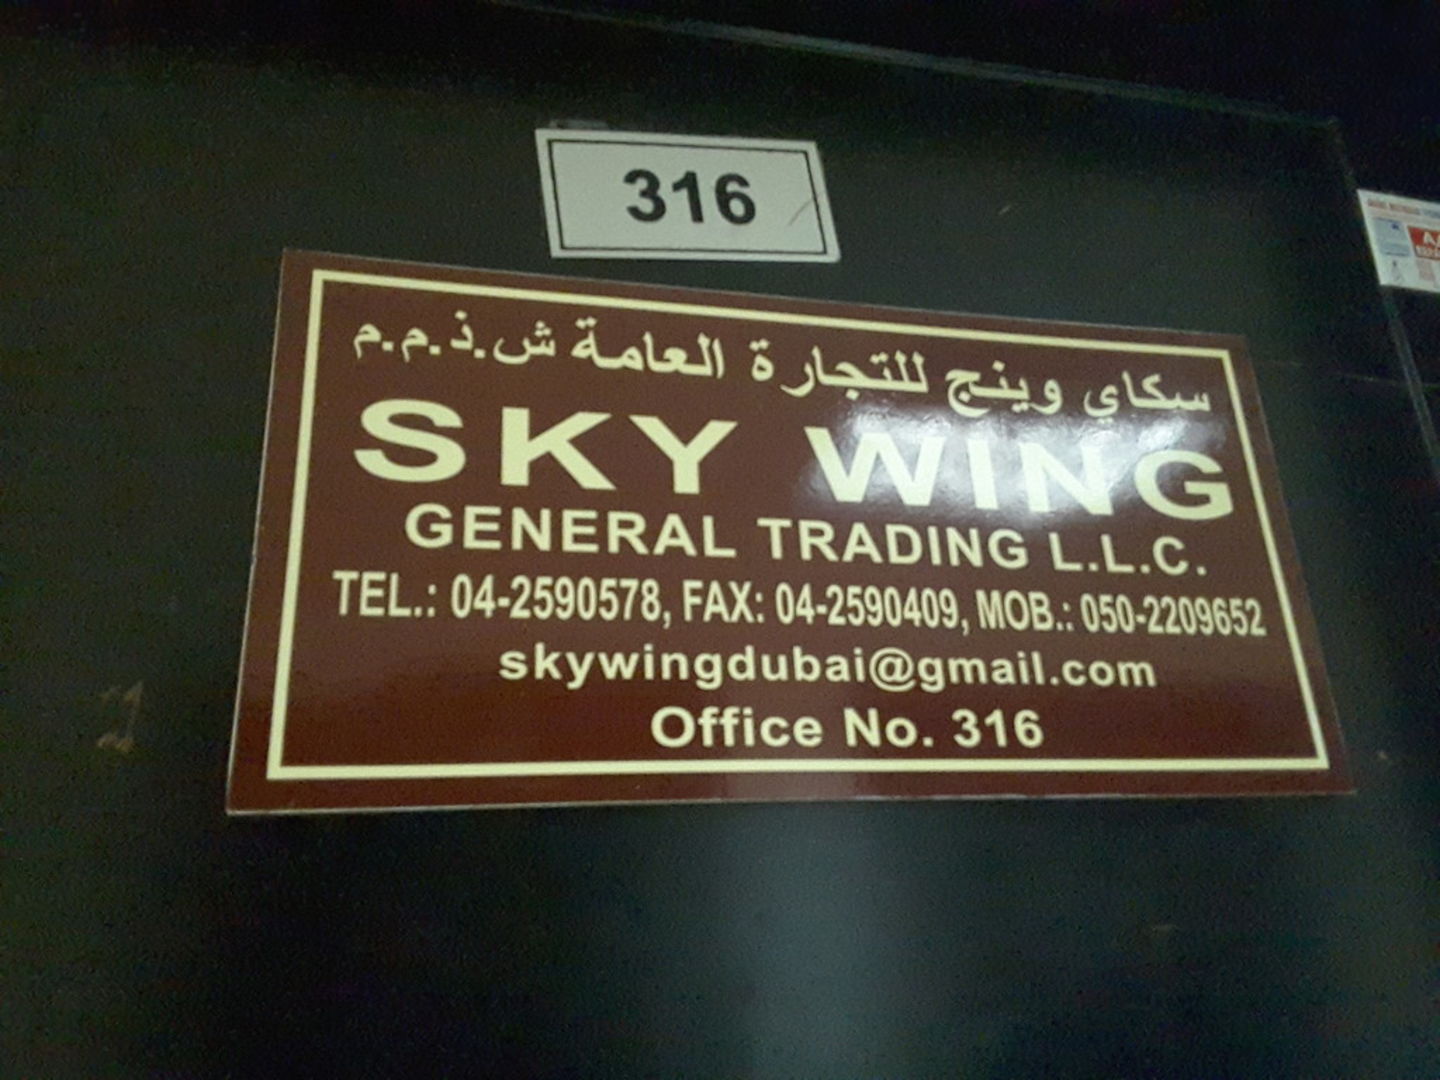 316
سكاي وينج للتجارة العامة ش.ذ.م.م
SKY WING
GENERAL TRADING L.L.C.
TEL.: 04-2590578, FAX: 04-2590409, MOB.: 050-2209652
skywingdubai@gmail.com
Office No. 316